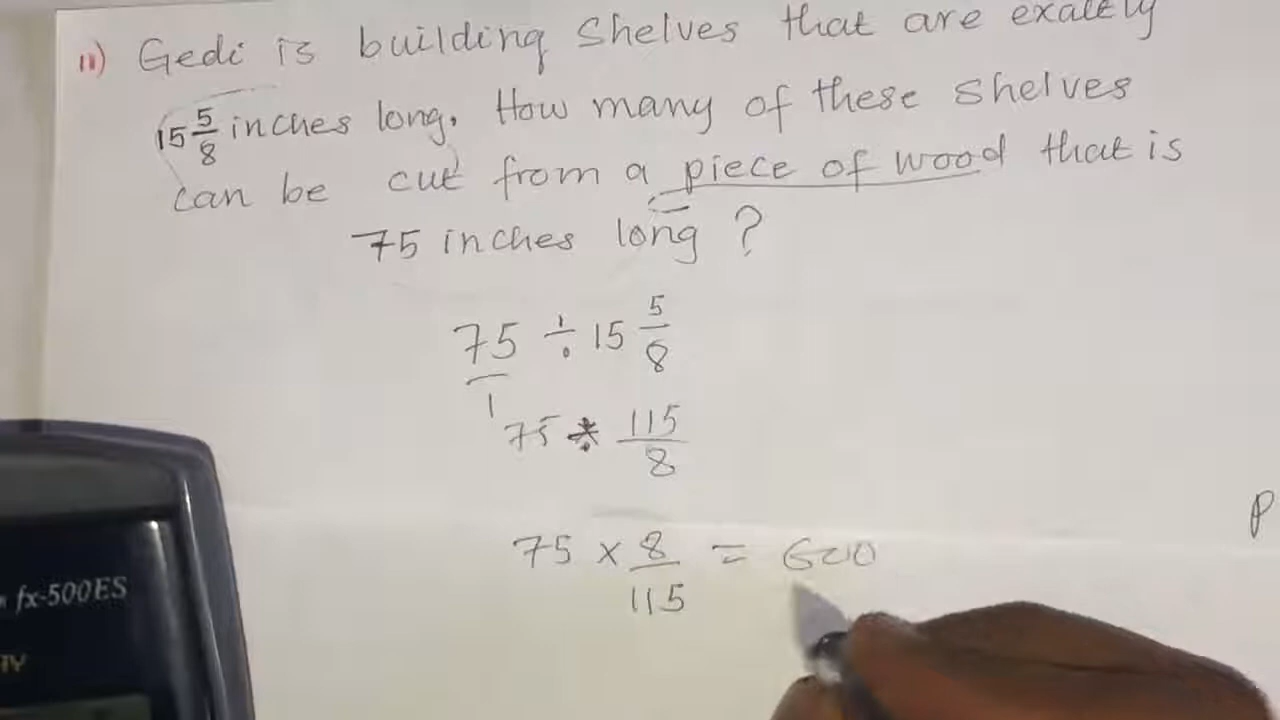 11) Gedi is building Shelves that are exactly
15 5/8 inches long. How many of these shelves
can be cut from a piece of wood that is
75 inches long ?
75/1 ÷ 15 5/8
75 ÷ 115/8
75 × 8/115 = 600
P
fx-500ES